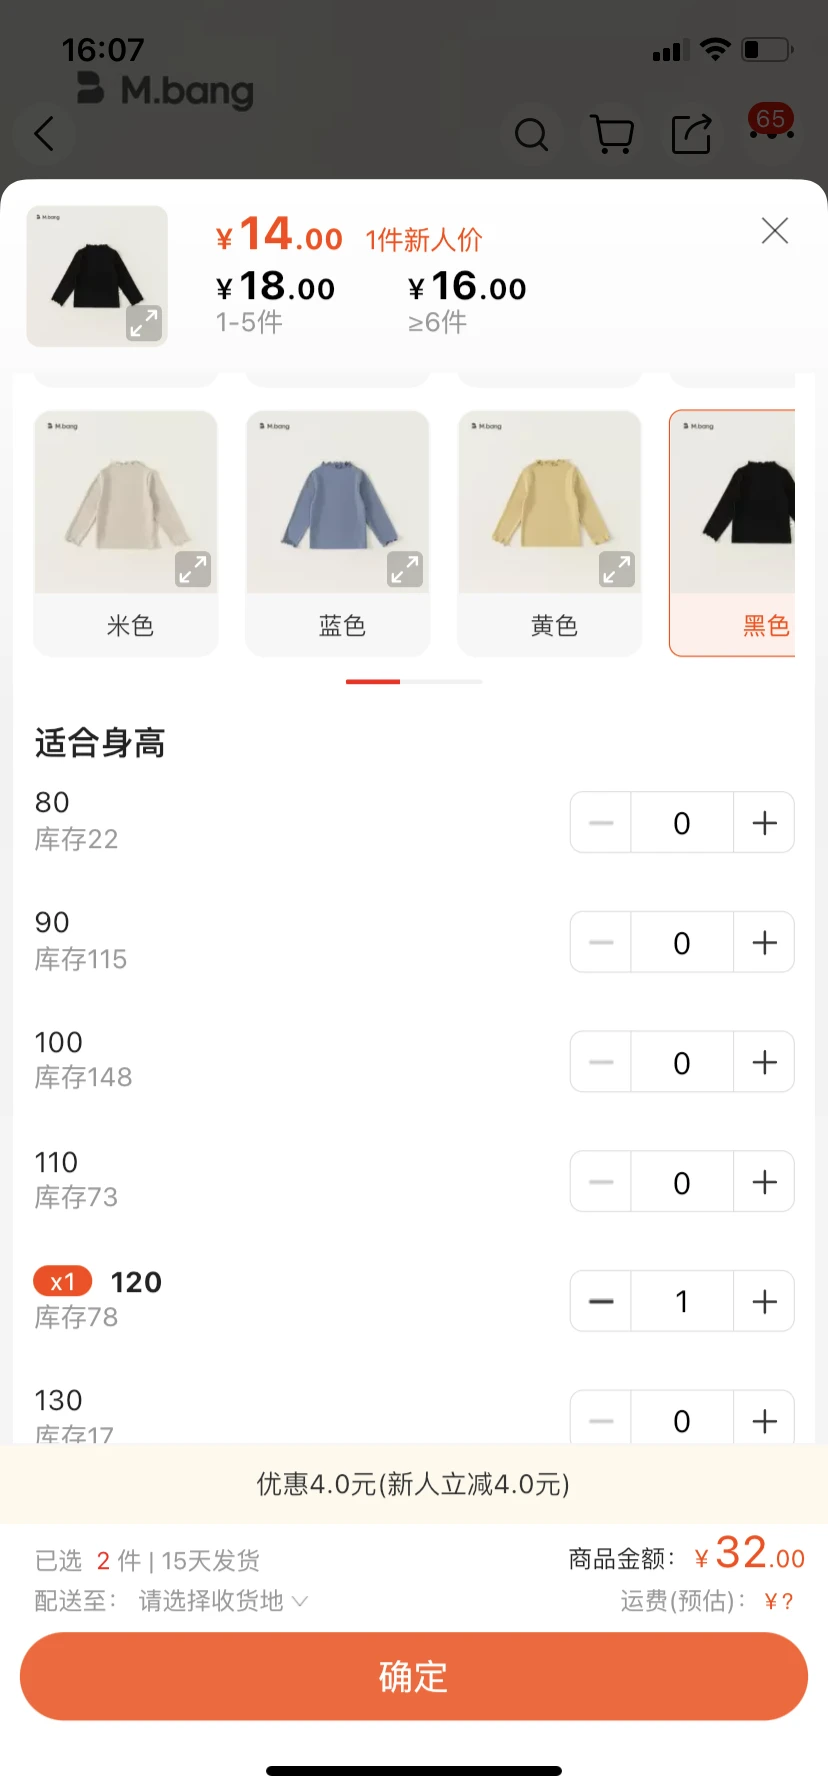 16:07
M.bang
65
M.bang
¥14.00 1件新人价
¥18.00 ¥16.00
1-5件 ≥6件
M.bang M.bang M.bang M.bang
米色 蓝色 黄色 黑色
适合身高
80
库存22
0
90
库存115
0
100
库存148
0
110
库存73
0
x1 120
库存78
1
130
库存17
0
优惠4.0元(新人立减4.0元)
已选 2 件 | 15天发货 商品金额: ¥32.00
配送至: 请选择收货地 运费(预估): ¥?
确定